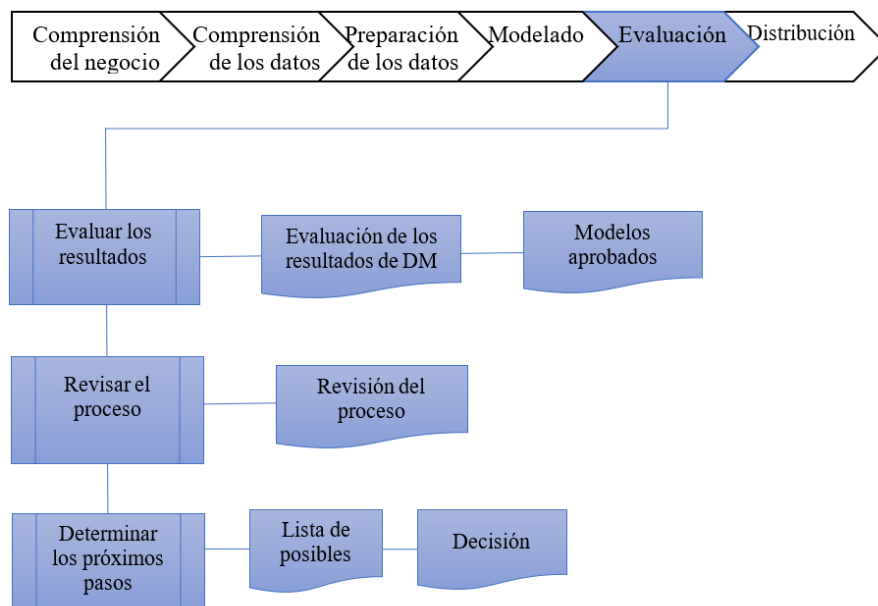 Comprensión
del negocio
Comprensión
de los datos
Preparación
de los datos
Modelado
Evaluación
Distribución
Evaluar los
resultados
Evaluación de los
resultados de DM
Modelos
aprobados
Revisar el
proceso
Revisión del
proceso
Determinar
los próximos
pasos
Lista de
posibles
Decisión